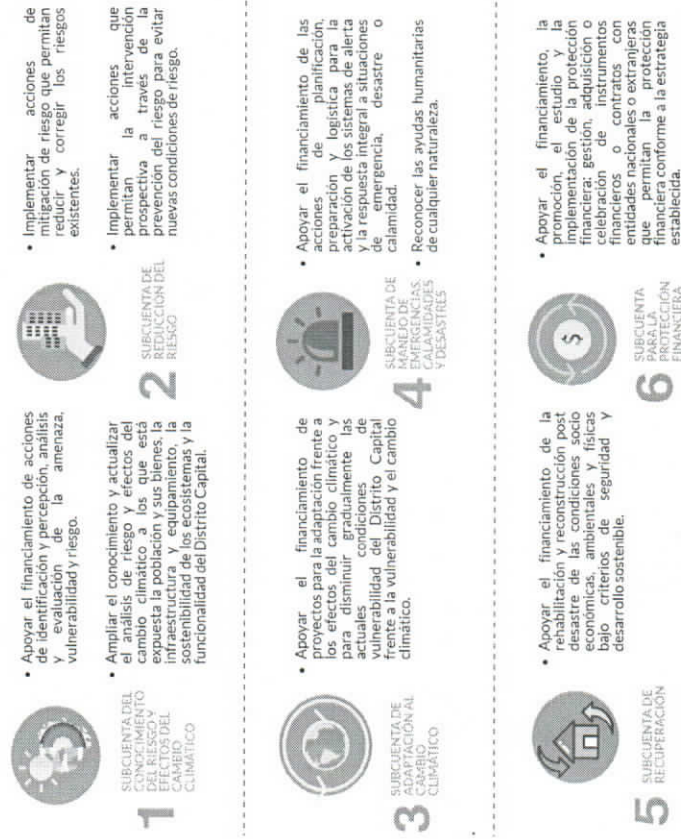 1
SUBCUENTA DEL
CONOCIMIENTO
DEL RIESGO Y
EFECTOS DEL
CAMBIO
CLIMÁTICO
• Apoyar el financiamiento de acciones
de identificación y percepción, análisis
y evaluación de la amenaza,
vulnerabilidad y riesgo.
• Ampliar el conocimiento y actualizar
el análisis de riesgo y efectos del
cambio climático a los que está
expuesta la población y sus bienes, la
infraestructura y equipamiento, la
sostenibilidad de los ecosistemas y la
funcionalidad del Distrito Capital.
2
SUBCUENTA DE
REDUCCIÓN DEL
RIESGO
• Implementar acciones de
mitigación de riesgo que permitan
reducir y corregir los riesgos
existentes.
• Implementar acciones que
permitan la intervención
prospectiva a través de la
prevención del riesgo para evitar
nuevas condiciones de riesgo.
3
SUBCUENTA DE
ADAPTACIÓN AL
CAMBIO
CLIMÁTICO
• Apoyar el financiamiento de
proyectos para la adaptación frente a
los efectos del cambio climático y
para disminuir gradualmente las
actuales condiciones de
vulnerabilidad del Distrito Capital
frente a la vulnerabilidad y el cambio
climático.
4
SUBCUENTA DE
MANEJO DE
EMERGENCIAS,
CALAMIDADES
Y DESASTRES
• Apoyar el financiamiento de las
acciones de planificación,
preparación y logística para la
activación de los sistemas de alerta
y la respuesta integral a situaciones
de emergencia, desastre o
calamidad.
• Reconocer las ayudas humanitarias
de cualquier naturaleza.
5
SUBCUENTA DE
RECUPERACIÓN
• Apoyar el financiamiento de la
rehabilitación y reconstrucción post
desastre de las condiciones socio
económicas, ambientales y físicas
bajo criterios de seguridad y
desarrollo sostenible.
6
SUBCUENTA
PARA LA
PROTECCIÓN
FINANCIERA
$
• Apoyar el financiamiento, la
promoción, el estudio y la
implementación de la protección
financiera: gestión, adquisición o
celebración de instrumentos
financieros o contratos con
entidades nacionales o extranjeras
que permitan la protección
financiera conforme a la estrategia
establecida.